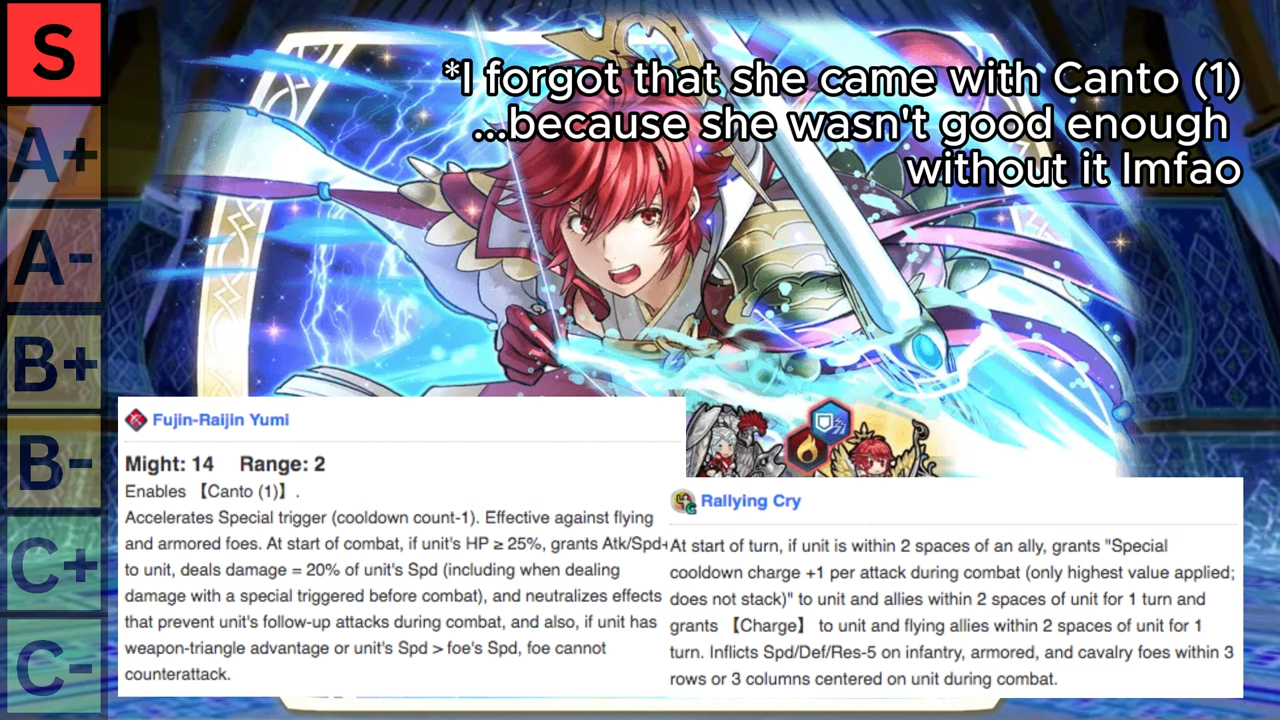 S
A+
A-
B+
B-
C+
C-
*I forgot that she came with Canto (1)
...because she wasn't good enough
without it lmfao
Fujin-Raijin Yumi
Might: 14 Range: 2
Enables 【Canto (1)】.
Accelerates Special trigger (cooldown count-1). Effective against flying
and armored foes. At start of combat, if unit's HP ≥ 25%, grants Atk/Spd+
to unit, deals damage = 20% of unit's Spd (including when dealing
damage with a special triggered before combat), and neutralizes effects
that prevent unit's follow-up attacks during combat, and also, if unit has
weapon-triangle advantage or unit's Spd > foe's Spd, foe cannot
counterattack.
Rallying Cry
At start of turn, if unit is within 2 spaces of an ally, grants "Special
cooldown charge +1 per attack during combat (only highest value applied;
does not stack)" to unit and allies within 2 spaces of unit for 1 turn and
grants 【Charge】 to unit and flying allies within 2 spaces of unit for 1
turn. Inflicts Spd/Def/Res-5 on infantry, armored, and cavalry foes within 3
rows or 3 columns centered on unit during combat.